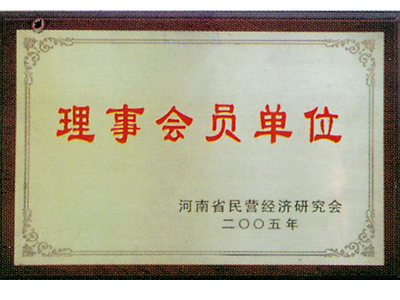 理事会员单位
河南省民营经济研究会
二〇〇五年